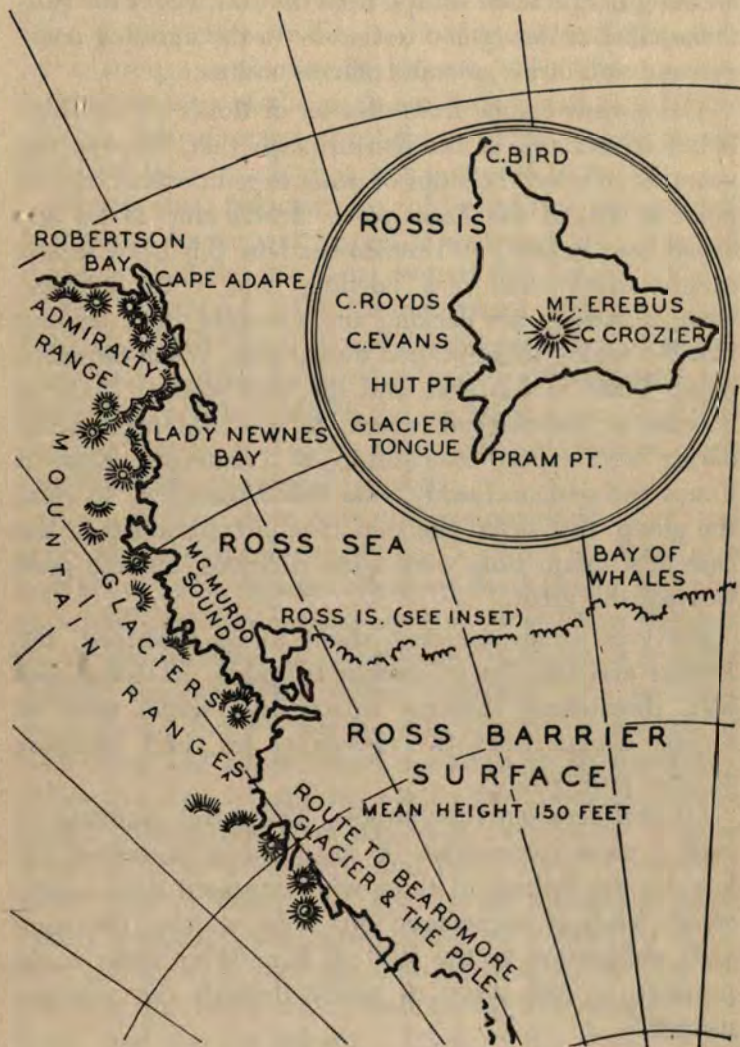 C. BIRD
ROSS IS
C. ROYDS
MT. EREBUS
C. EVANS
C CROZIER
HUT PT.
GLACIER
TONGUE
PRAM PT.
ROBERTSON
BAY
CAPE ADARE
ADMIRALTY
RANGE
LADY NEWNES
BAY
MOUNTAIN RANGES
GLACIERS
MC MURDO
SOUND
ROSS SEA
BAY OF
WHALES
ROSS IS. (SEE INSET)
ROSS BARRIER
SURFACE
MEAN HEIGHT 150 FEET
ROUTE TO BEARDMORE
GLACIER & THE POLE